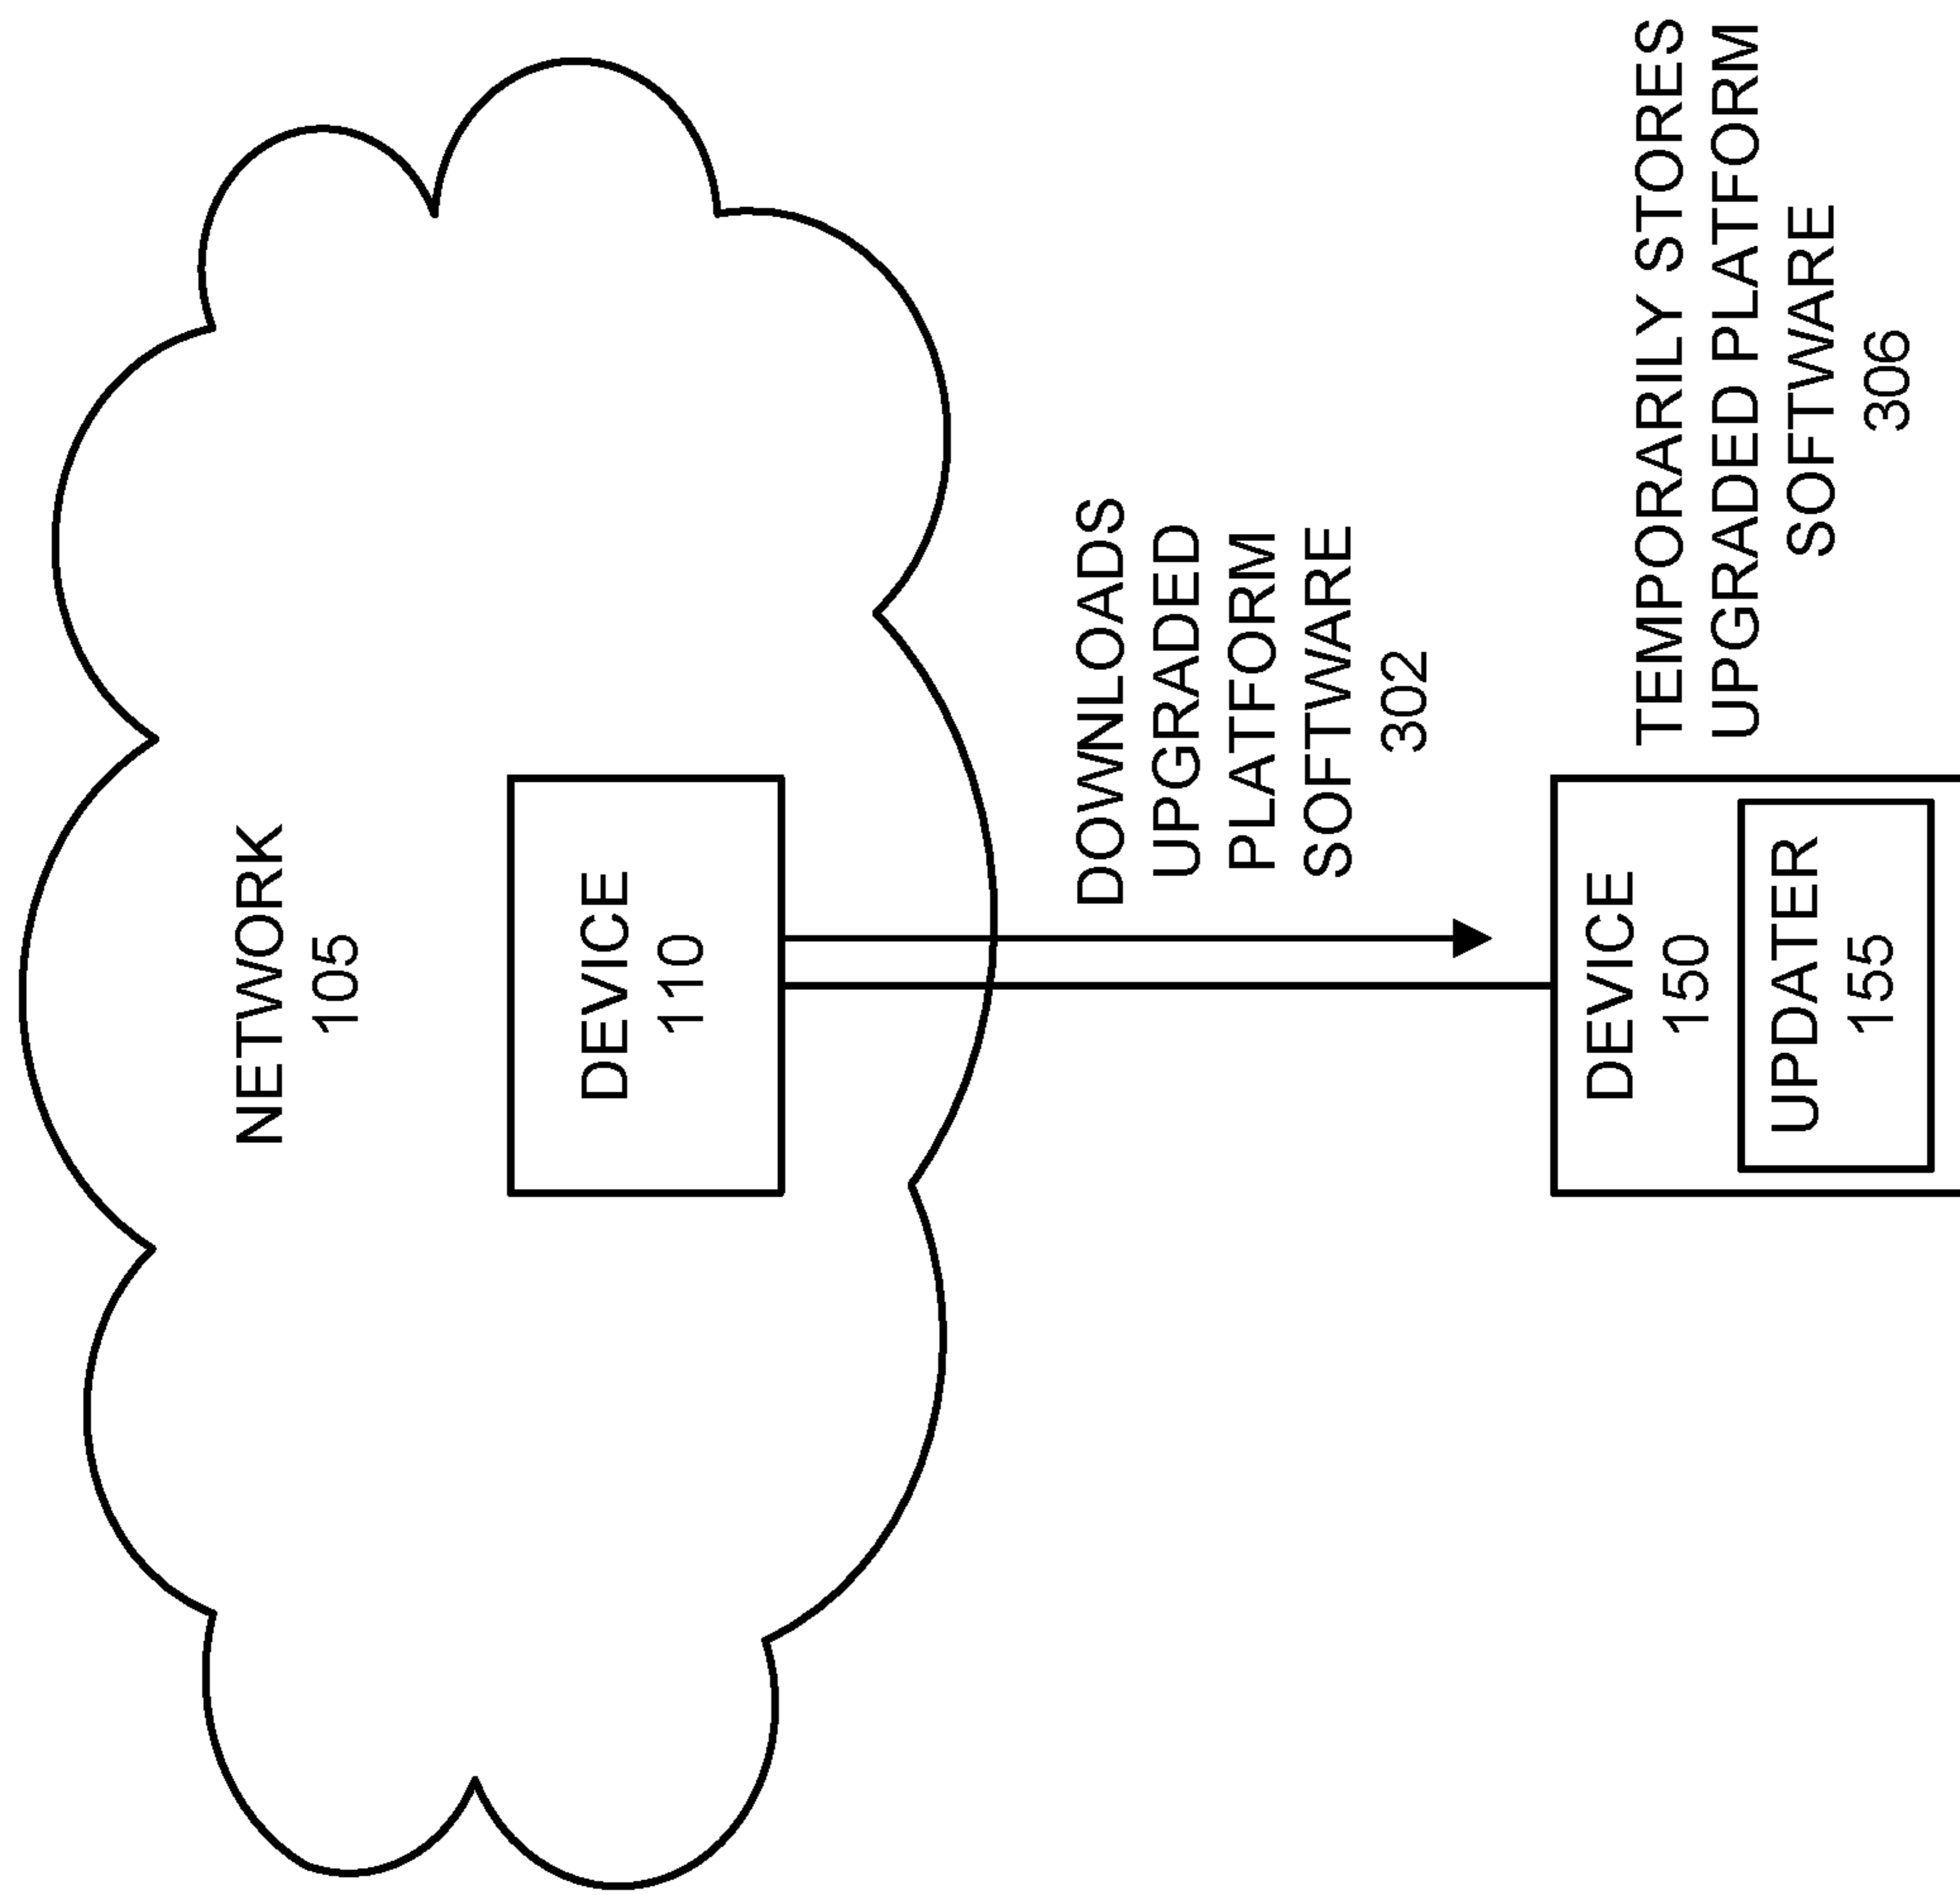 NETWORK
105
DEVICE
110
DOWNLOADS
UPGRADED
PLATFORM
SOFTWARE
302
DEVICE
150
UPDATER
155
TEMPORARILY STORES
UPGRADED PLATFORM
SOFTWARE
306